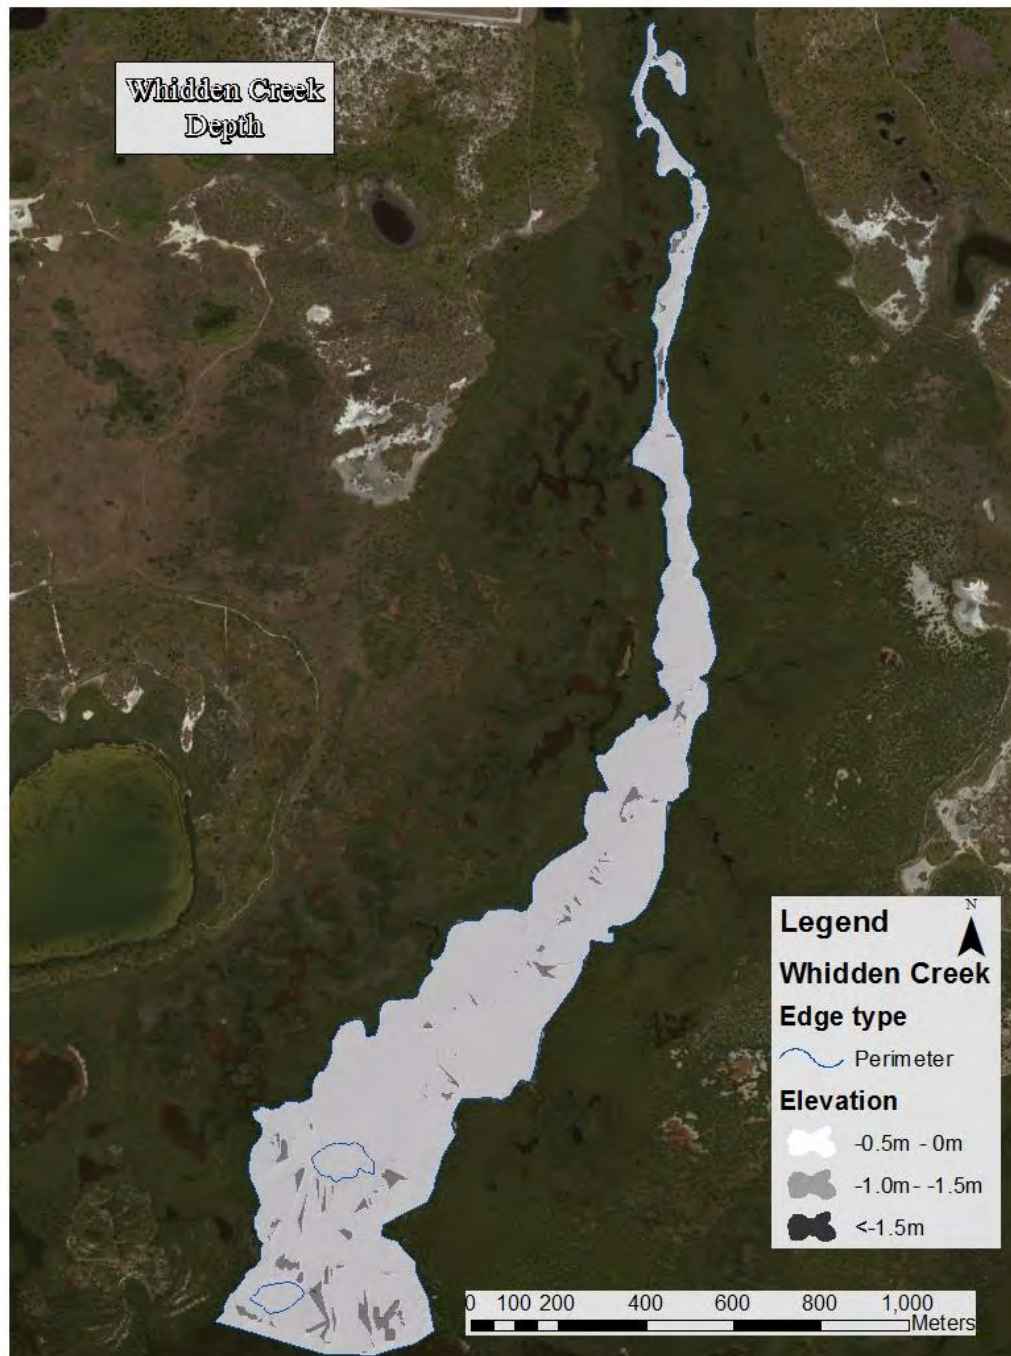 Whidden Creek
Depth
N
Legend
Whidden Creek
Edge type
Perimeter
Elevation
-0.5m - 0m
-1.0m- -1.5m
<-1.5m
0 100 200 400 600 800 1,000
Meters